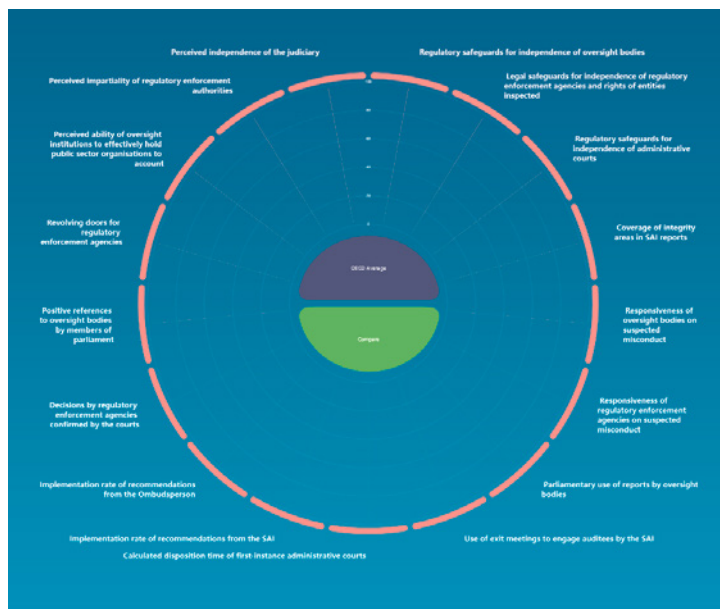 Perceived independence of the judiciary
Regulatory safeguards for independence of oversight bodies
Perceived impartiality of regulatory enforcement
authorities
Legal safeguards for independence of regulatory
enforcement agencies and rights of entities
inspected
Perceived ability of oversight
institutions to effectively hold
public sector organisations to
account
Regulatory safeguards for
independence of administrative
courts
Revolving doors for
regulatory
enforcement agencies
Coverage of integrity
areas in SAI reports
OECD Average
Positive references
to oversight bodies
by members of
parliament
Responsiveness of
oversight bodies on
suspected
misconduct
Compare
Decisions by regulatory
enforcement agencies
confirmed by the courts
Responsiveness of
regulatory enforcement
agencies on suspected
misconduct
Implementation rate of recommendations
from the Ombudsperson
Parliamentary use of reports by oversight
bodies
Implementation rate of recommendations from the SAI
Use of exit meetings to engage auditees by the SAI
Calculated disposition time of first-instance administrative courts